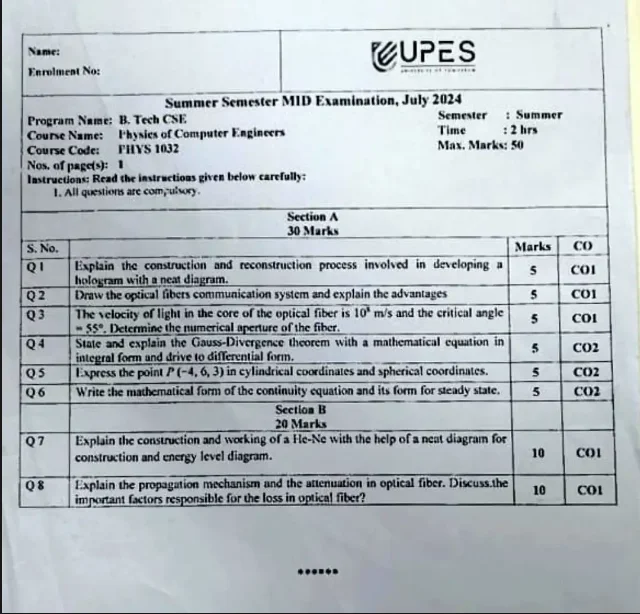 Name:
Enrolment No:
UPES
UNIVERSITY OF TOMORROW
Summer Semester MID Examination, July 2024
Program Name: B. Tech CSE
Semester : Summer
Course Name: Physics of Computer Engineers
Time : 2 hrs
Course Code: PHYS 1032
Max. Marks: 50
Nos. of page(s): 1
Instructions: Read the instructions given below carefully:
1. All questions are compulsory.
Section A
30 Marks
S. No. Marks CO
Q 1 Explain the construction and reconstruction process involved in developing a
hologram with a neat diagram. 5 CO1
Q 2 Draw the optical fibers communication system and explain the advantages 5 CO1
Q 3 The velocity of light in the core of the optical fiber is 10⁸ m/s and the critical angle
= 55°. Determine the numerical aperture of the fiber. 5 CO1
Q 4 State and explain the Gauss-Divergence theorem with a mathematical equation in
integral form and drive to differential form. 5 CO2
Q 5 Express the point P (-4, 6, 3) in cylindrical coordinates and spherical coordinates. 5 CO2
Q 6 Write the mathematical form of the continuity equation and its form for steady state. 5 CO2
Section B
20 Marks
Q 7 Explain the construction and working of a He-Ne with the help of a neat diagram for
construction and energy level diagram. 10 CO1
Q 8 Explain the propagation mechanism and the attenuation in optical fiber. Discuss.the
important factors responsible for the loss in optical fiber? 10 CO1
******